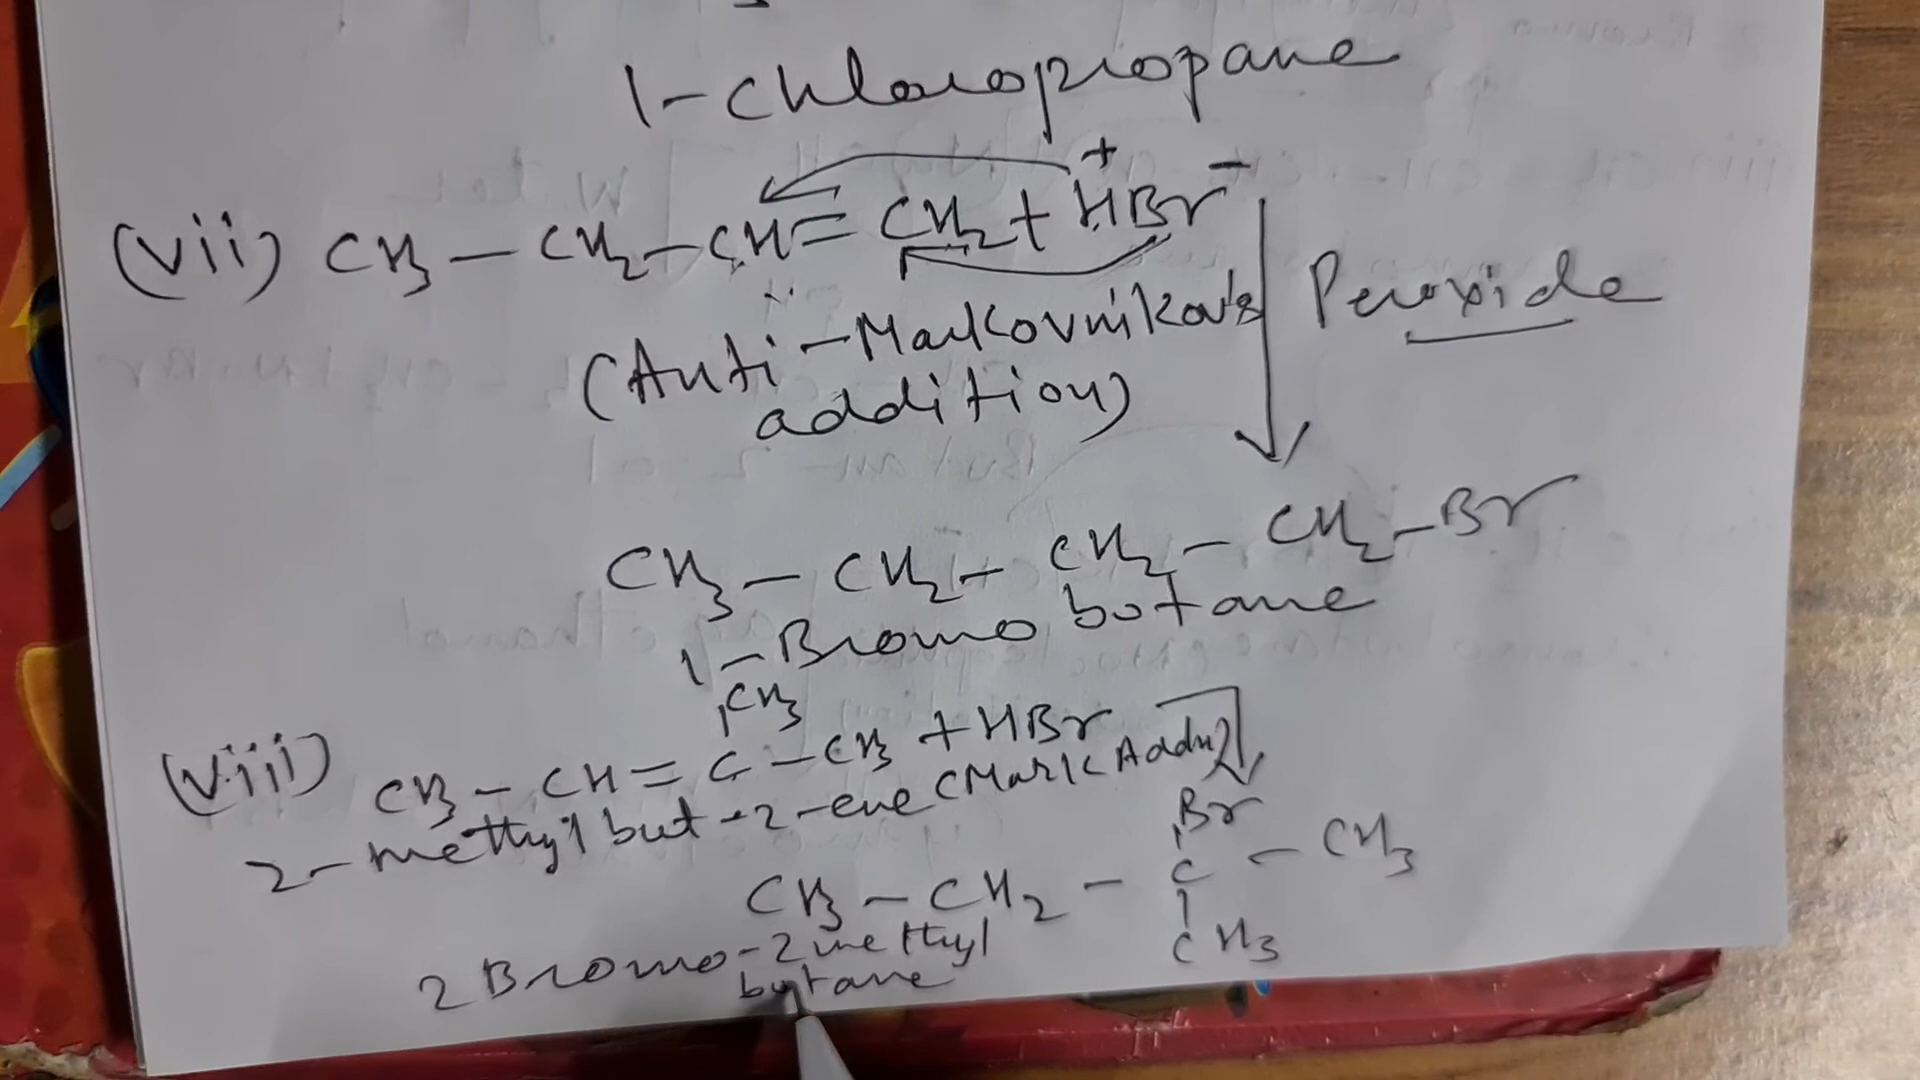 1-Chloropropane
(vii) CH3 - CH2 - CH = CH2 + H+Br-
(Anti-Markovnikov's
addition)
Peroxide
CH3 - CH2 - CH2 - CH2 - Br
1-Bromo butane
CH3
(viii) CH3 - CH = C - CH3 + HBr
2-methyl but-2-ene (Mark Addn)
Br
CH3 - CH2 - C - CH3
CH3
2 Bromo-2 methyl
butane